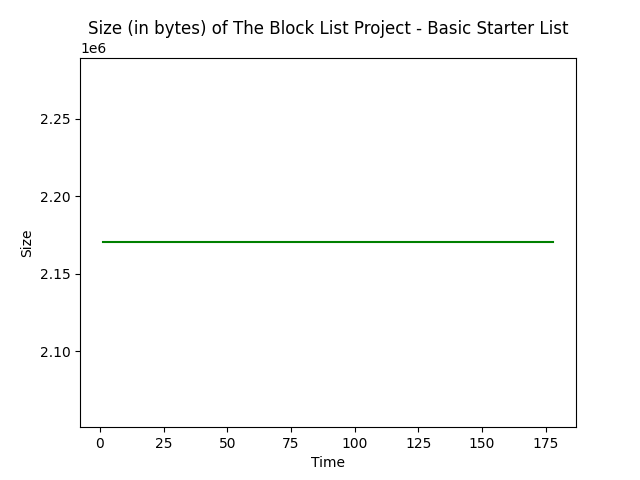 Size (in bytes) of The Block List Project - Basic Starter List
1e6
2.25
2.20
2.15
2.10
Size
0 25 50 75 100 125 150 175
Time